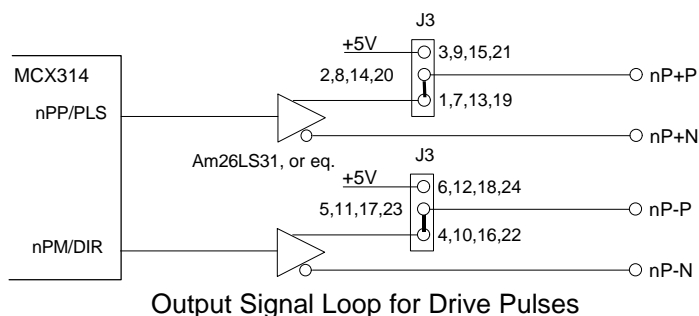 J3
+5V
3,9,15,21
MCX314
2,8,14,20
nP+P
nPP/PLS
1,7,13,19
nP+N
Am26LS31, or eq.
J3
+5V
6,12,18,24
5,11,17,23
nP-P
nPM/DIR
4,10,16,22
nP-N
Output Signal Loop for Drive Pulses